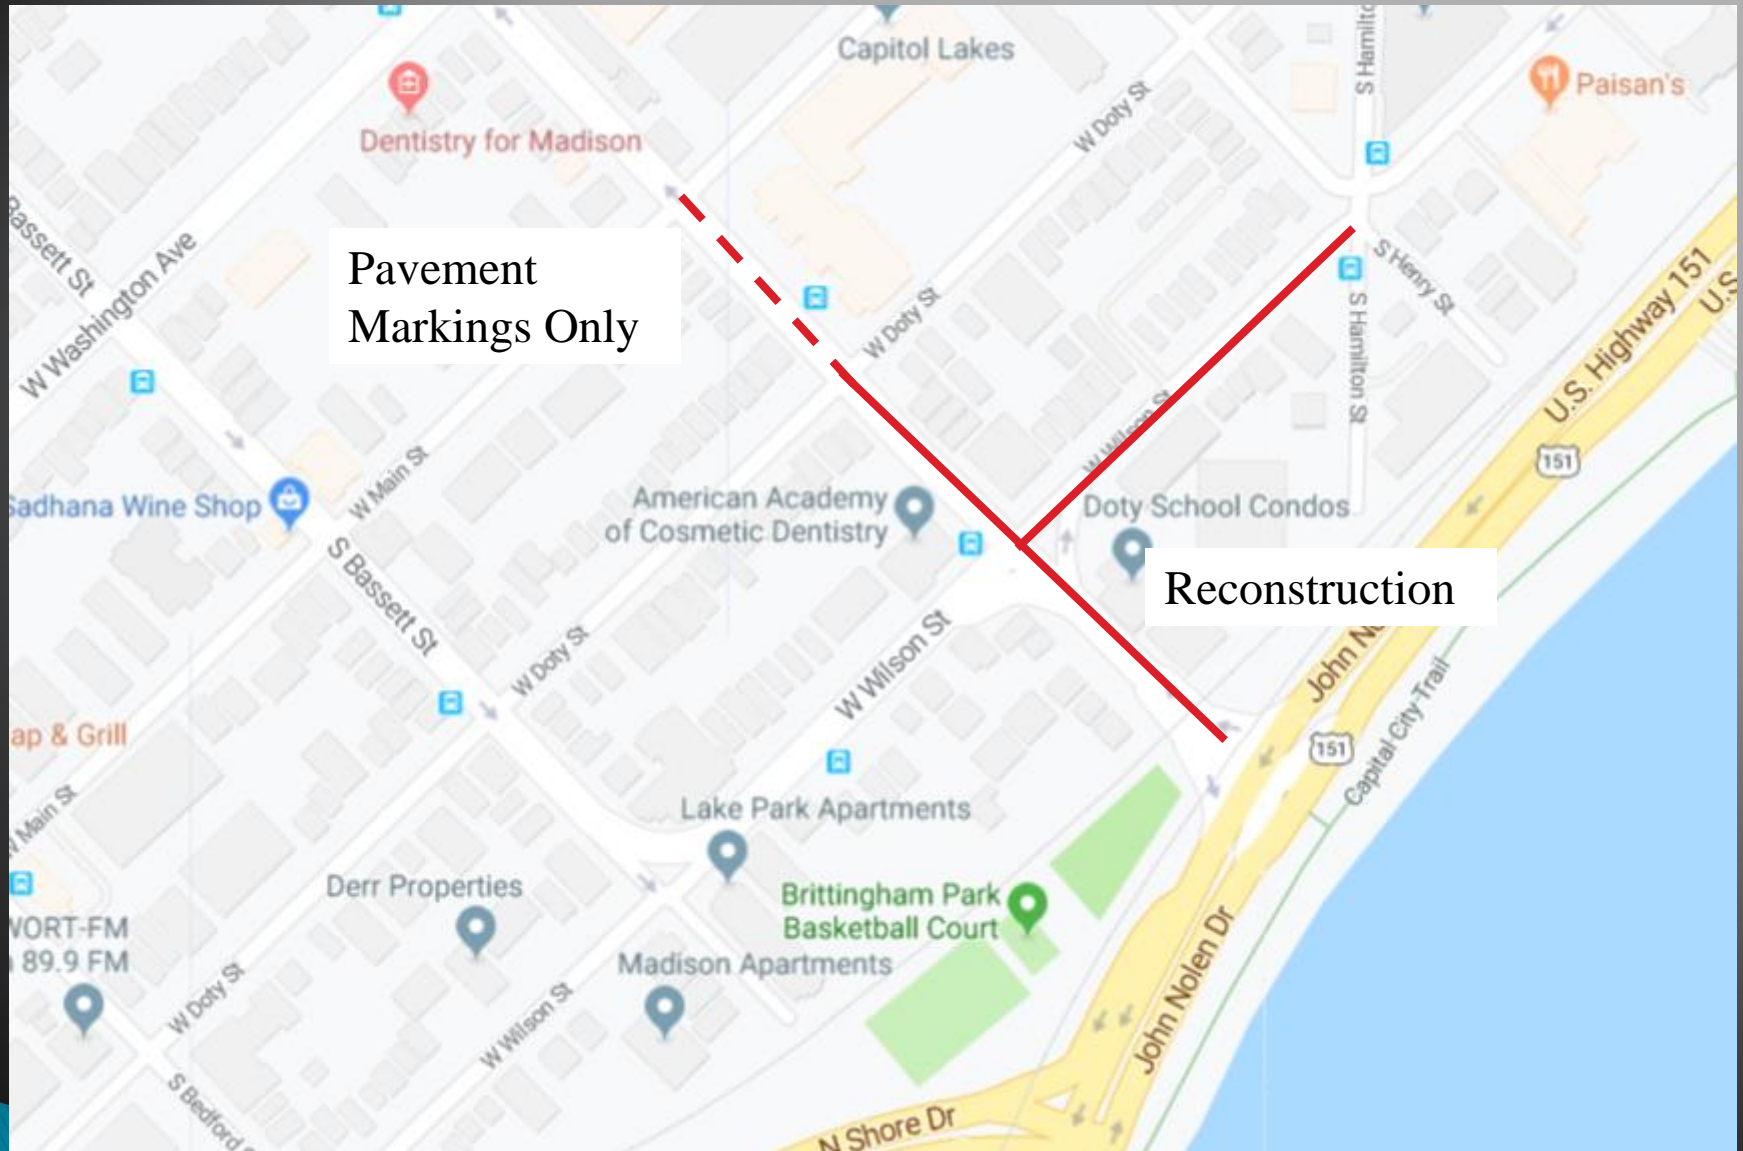 Capitol Lakes
S Hamilto
Paisan's
Dentistry for Madison
W Doty St
Bassett St
W Washington Ave
Pavement
Markings Only
S Henry St
U.S. Highway 151
U.S
W Doty St
S Hamilton St
W Wilson St
151
W Main St
Sadhana Wine Shop
American Academy
of Cosmetic Dentistry
Doty School Condos
S Bassett St
Reconstruction
W Doty St
W Wilson St
John No
151
Capital City Trail
ap & Grill
Main St
Lake Park Apartments
Derr Properties
Brittingham Park
Basketball Court
WORT-FM
89.9 FM
Madison Apartments
W Doty St
W Wilson St
John Nolen Dr
S Bedford
N Shore Dr